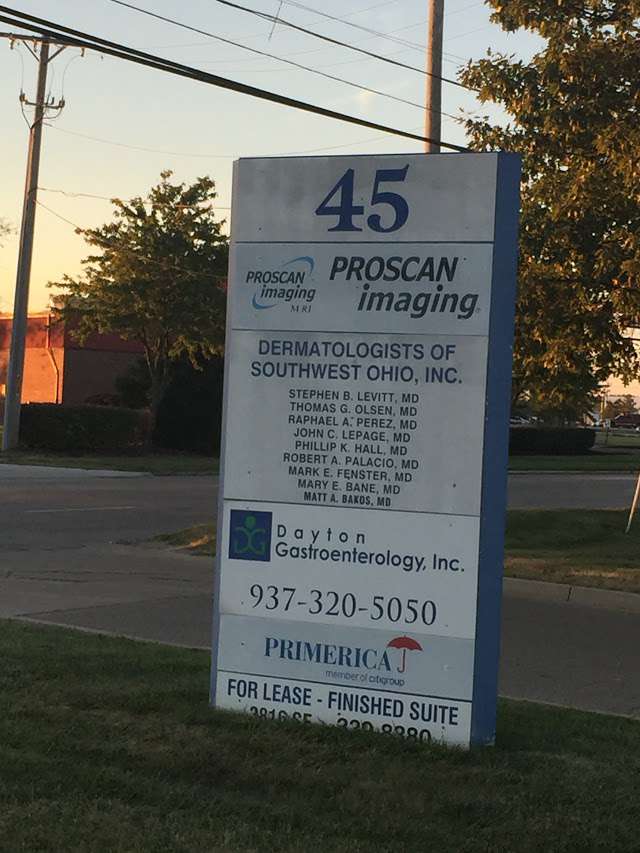 45
PROSCAN
imaging
MRI
PROSCAN
imaging
DERMATOLOGISTS OF
SOUTHWEST OHIO, INC.
STEPHEN B. LEVITT, MD
THOMAS G. OLSEN, MD
RAPHAEL A. PEREZ, MD
JOHN C. LEPAGE, MD
PHILLIP K. HALL, MD
ROBERT A. PALACIO, MD
MARK E. FENSTER, MD
MARY E. BANE, MD
MATT A. BAKOS, MD
DG
Dayton
Gastroenterology, Inc.
937-320-5050
PRIMERICA
member of citigroup
FOR LEASE - FINISHED SUITE